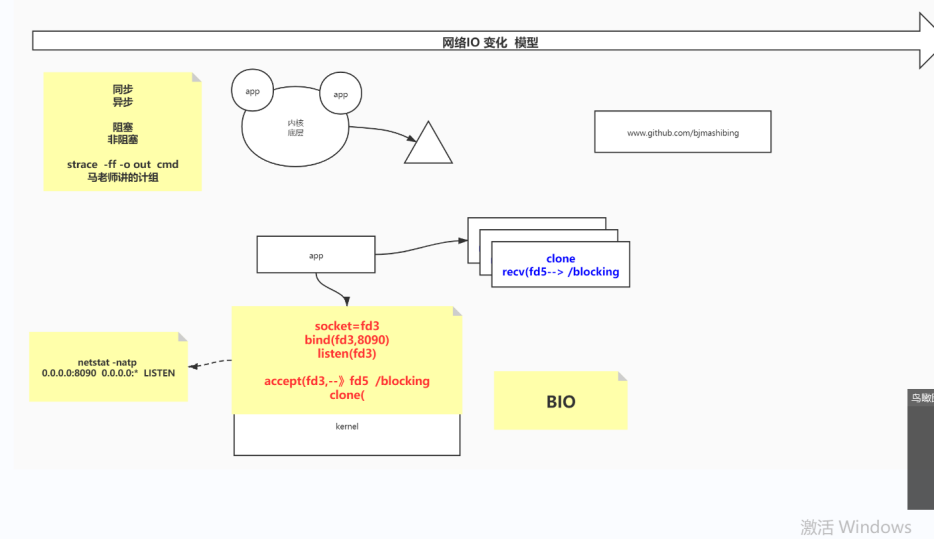 网络IO 变化 模型
同步
异步
阻塞
非阻塞
strace -ff -o out cmd
马老师讲的计组
app
app
内核
底层
www.github.com/bjmashibing
app
clone
recv(fd5--> /blocking
socket=fd3
bind(fd3,8090)
listen(fd3)
accept(fd3,--》fd5 /blocking
clone(
kernel
netstat -natp
0.0.0.0:8090 0.0.0.0:* LISTEN
BIO
鸟瞰
激活 Windows